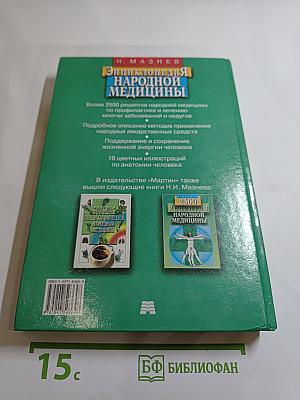 Н. МАЗНЕВ
ЭНЦИКЛОПЕДИЯ
НАРОДНОЙ
МЕДИЦИНЫ
Более 2500 рецептов народной медицины
по профилактике и лечению
многих заболеваний и недугов
Подробное описание методик применения
народных лекарственных средств
Поддержание и сохранение
жизненной энергии человека
16 цветных иллюстраций
по анатомии человека
В издательстве «Мартин» также
вышли следующие книги Н.И. Мазнева:
2500
НАРОДНОЙ
МЕДИЦИНЫ
15с
БФ БИБЛИОФАН